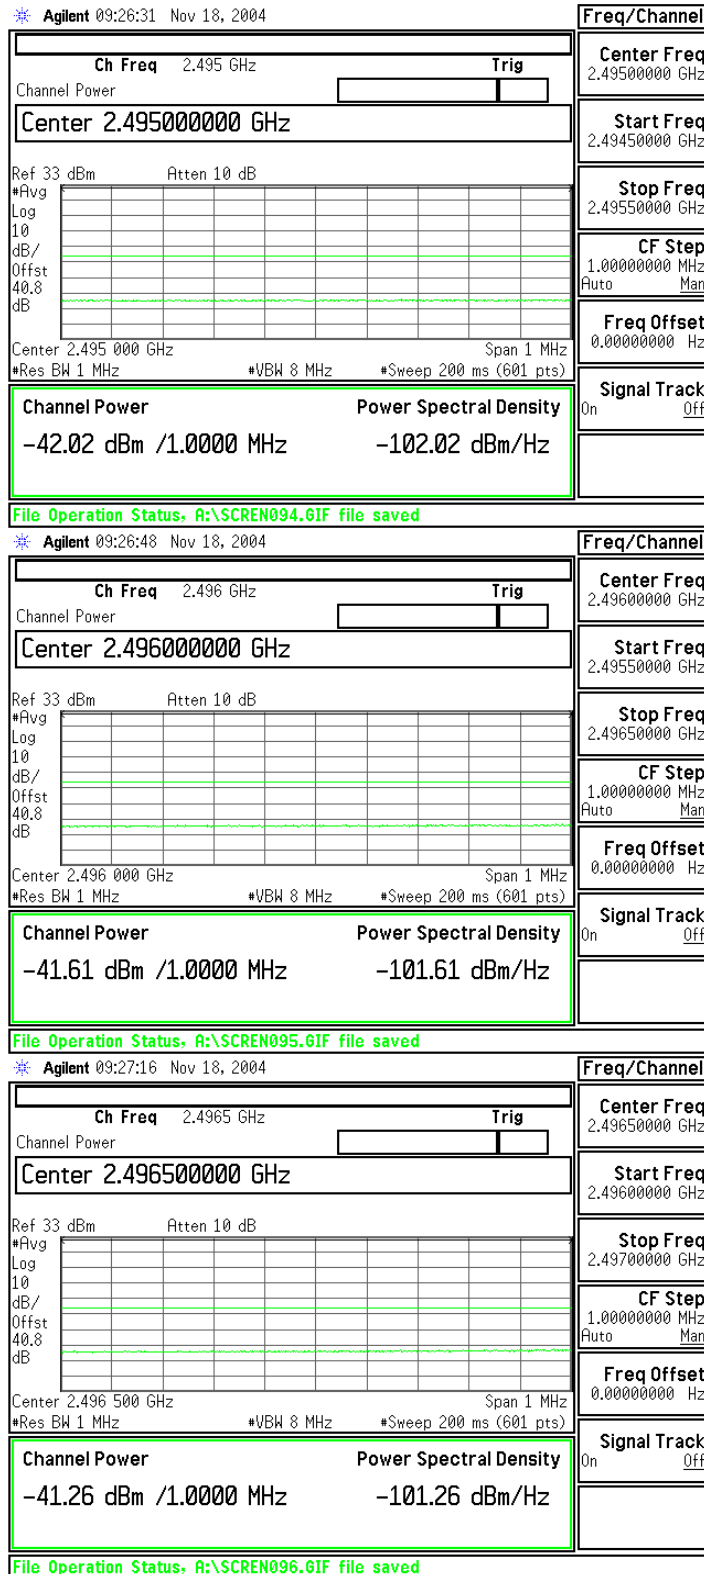 Agilent 09:26:31 Nov 18, 2004
Freq/Channel
Ch Freq 2.495 GHz Trig
Channel Power
Center 2.495000000 GHz
Ref 33 dBm Atten 10 dB
#Avg
Log
10
dB/
Offst
40.8
dB
Center 2.495 000 GHz Span 1 MHz
#Res BW 1 MHz #VBW 8 MHz #Sweep 200 ms (601 pts)
Channel Power Power Spectral Density
-42.02 dBm /1.0000 MHz -102.02 dBm/Hz
Center Freq
2.49500000 GHz
Start Freq
2.49450000 GHz
Stop Freq
2.49550000 GHz
CF Step
1.00000000 MHz
Auto Man
Freq Offset
0.00000000 Hz
Signal Track
On Off
File Operation Status, A:\SCREN094.GIF file saved
Agilent 09:26:48 Nov 18, 2004
Freq/Channel
Ch Freq 2.496 GHz Trig
Channel Power
Center 2.496000000 GHz
Ref 33 dBm Atten 10 dB
#Avg
Log
10
dB/
Offst
40.8
dB
Center 2.496 000 GHz Span 1 MHz
#Res BW 1 MHz #VBW 8 MHz #Sweep 200 ms (601 pts)
Channel Power Power Spectral Density
-41.61 dBm /1.0000 MHz -101.61 dBm/Hz
Center Freq
2.49600000 GHz
Start Freq
2.49550000 GHz
Stop Freq
2.49650000 GHz
CF Step
1.00000000 MHz
Auto Man
Freq Offset
0.00000000 Hz
Signal Track
On Off
File Operation Status, A:\SCREN095.GIF file saved
Agilent 09:27:16 Nov 18, 2004
Freq/Channel
Ch Freq 2.4965 GHz Trig
Channel Power
Center 2.496500000 GHz
Ref 33 dBm Atten 10 dB
#Avg
Log
10
dB/
Offst
40.8
dB
Center 2.496 500 GHz Span 1 MHz
#Res BW 1 MHz #VBW 8 MHz #Sweep 200 ms (601 pts)
Channel Power Power Spectral Density
-41.26 dBm /1.0000 MHz -101.26 dBm/Hz
Center Freq
2.49650000 GHz
Start Freq
2.49600000 GHz
Stop Freq
2.49700000 GHz
CF Step
1.00000000 MHz
Auto Man
Freq Offset
0.00000000 Hz
Signal Track
On Off
File Operation Status, A:\SCREN096.GIF file saved